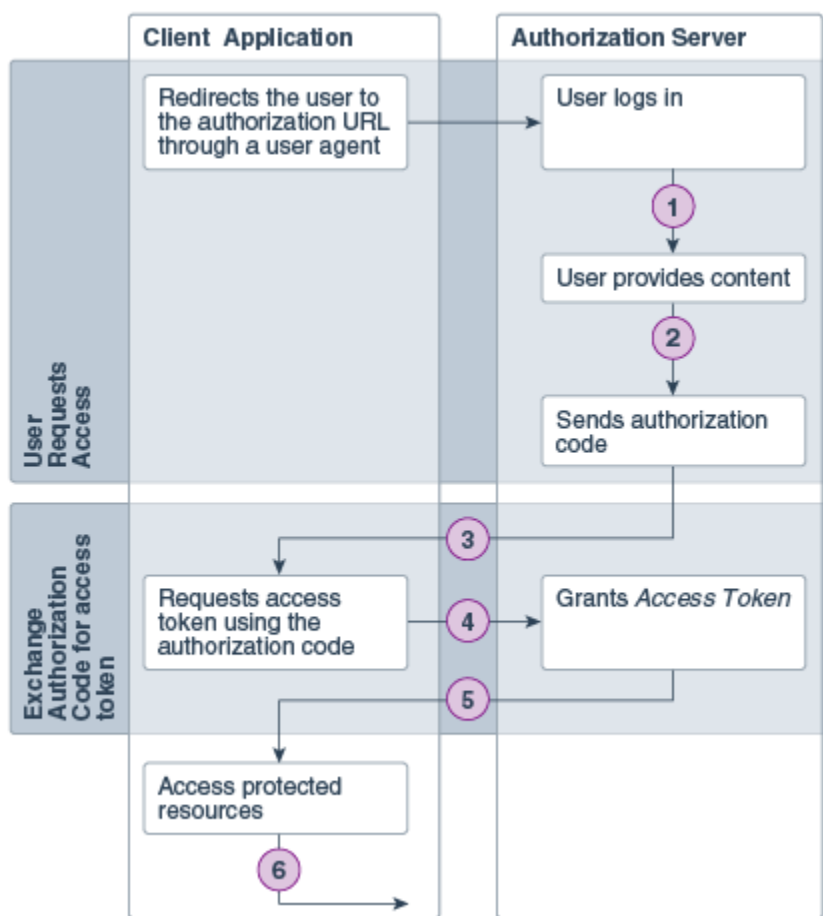 Client Application
Authorization Server
Redirects the user to
the authorization URL
through a user agent
User logs in
1
User provides content
2
Sends authorization
code
User
Requests
Access
3
Requests access
token using the
authorization code
4
Grants Access Token
5
Exchange
Authorization
Code for access
token
Access protected
resources
6